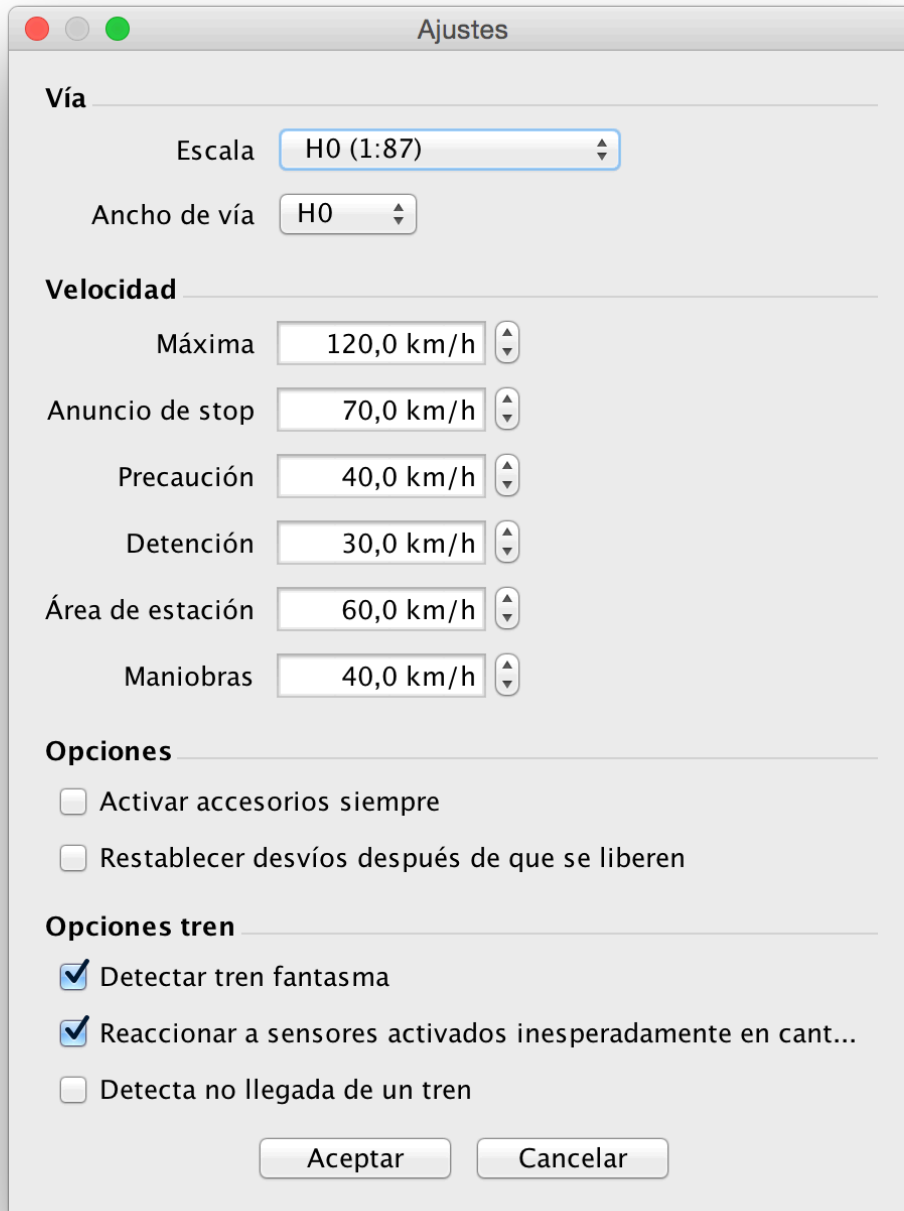 Ajustes
Vía
Escala H0 (1:87)
Ancho de vía H0
Velocidad
Máxima 120,0 km/h
Anuncio de stop 70,0 km/h
Precaución 40,0 km/h
Detención 30,0 km/h
Área de estación 60,0 km/h
Maniobras 40,0 km/h
Opciones
Activar accesorios siempre
Restablecer desvíos después de que se liberen
Opciones tren
Detectar tren fantasma
Reaccionar a sensores activados inesperadamente en cant...
Detecta no llegada de un tren
Aceptar Cancelar